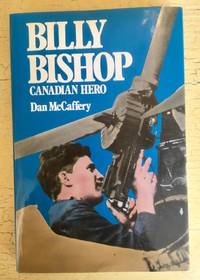 BILLY
BISHOP
CANADIAN HERO
Dan McCaffery